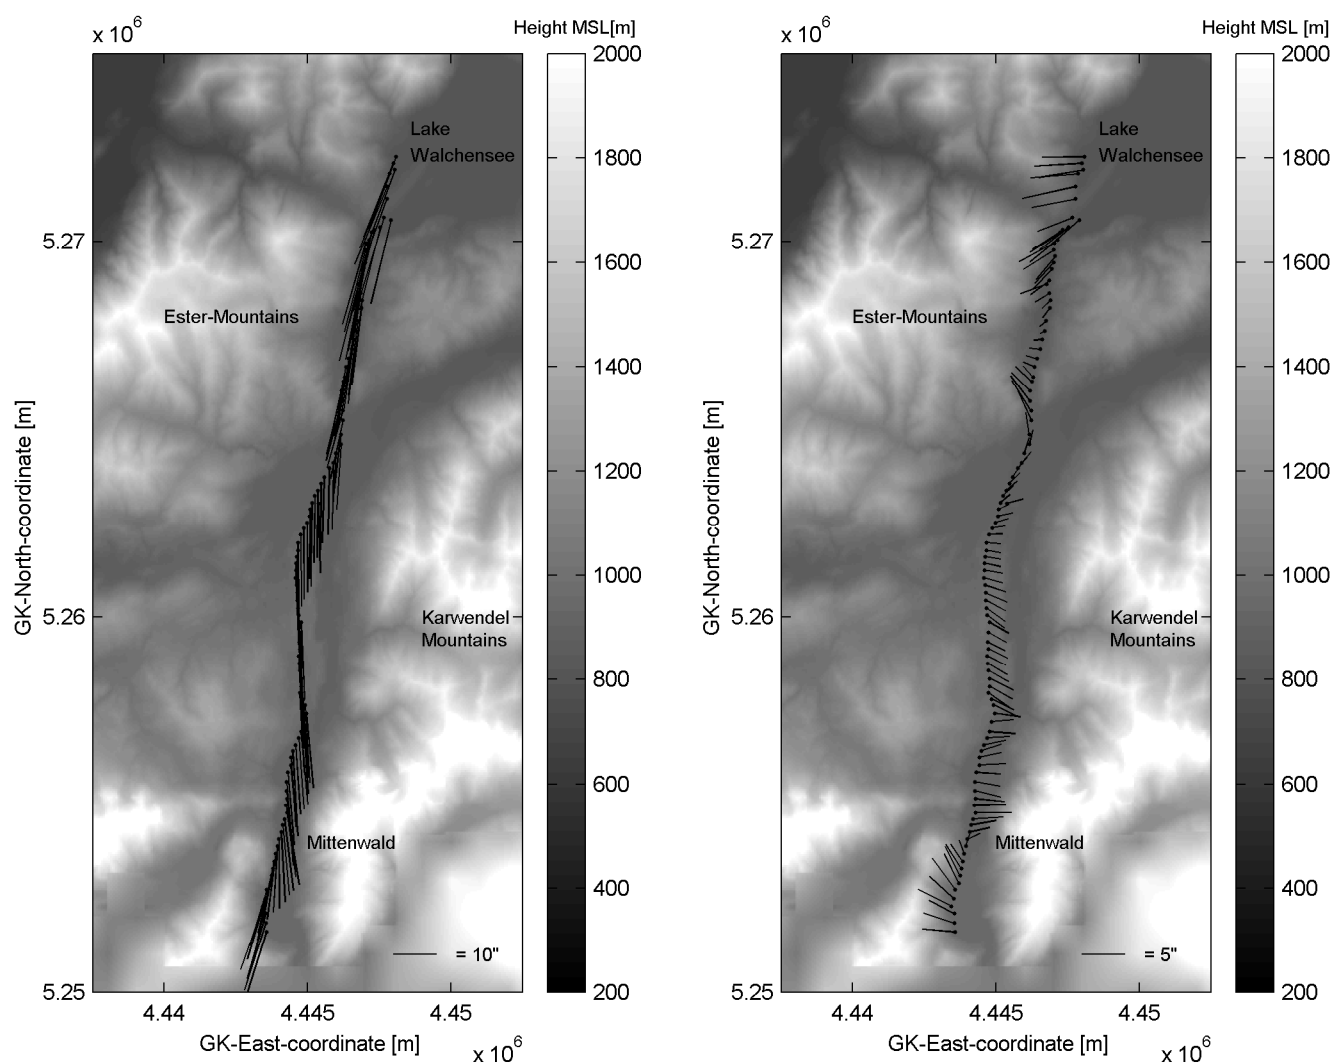 x 10^6
Height MSL[m]
2000
1800
1600
1400
1200
1000
800
600
400
200
Lake
Walchensee
Ester-Mountains
Karwendel
Mountains
Mittenwald
= 10"
5.27
5.26
5.25
4.44
4.445
4.45
GK-North-coordinate [m]
GK-East-coordinate [m]
x 10^6
x 10^6
Height MSL [m]
2000
1800
1600
1400
1200
1000
800
600
400
200
Lake
Walchensee
Ester-Mountains
Karwendel
Mountains
Mittenwald
= 5"
5.27
5.26
5.25
4.44
4.445
4.45
GK-North-coordinate [m]
GK-East-coordinate [m]
x 10^6